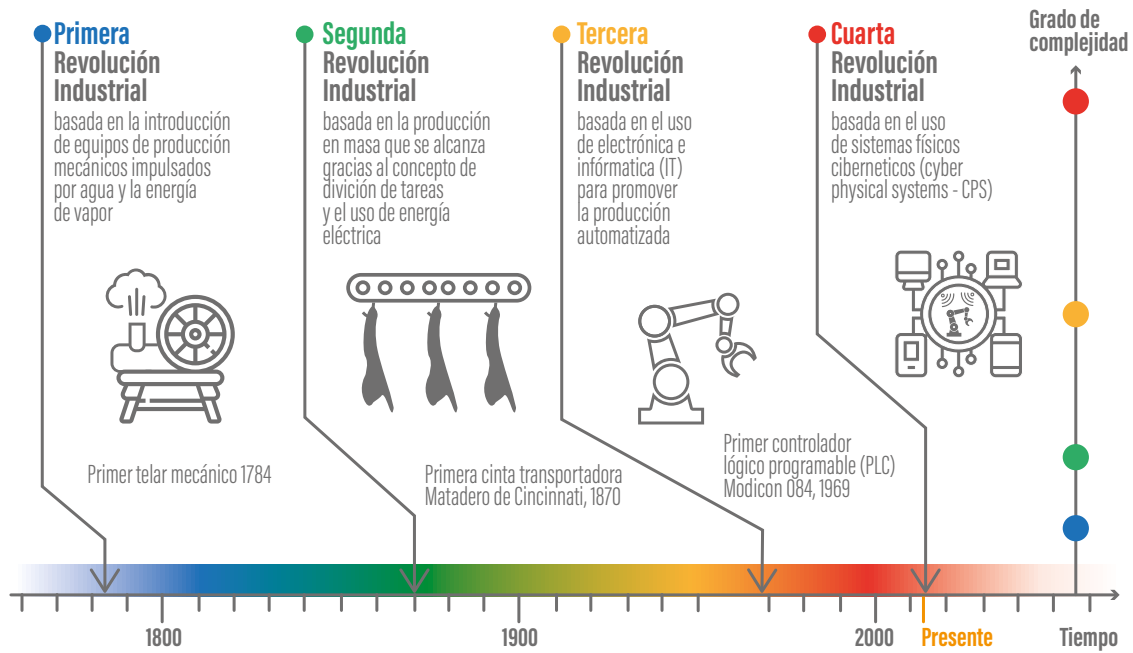 Primera
Revolución
Industrial
basada en la introducción
de equipos de producción
mecánicos impulsados
por agua y la energía
de vapor
Primer telar mecánico 1784
Segunda
Revolución
Industrial
basada en la producción
en masa que se alcanza
gracias al concepto de
divición de tareas
y el uso de energía
eléctrica
Primera cinta transportadora
Matadero de Cincinnati, 1870
Tercera
Revolución
Industrial
basada en el uso
de electrónica e
infórmatica (IT)
para promover
la producción
automatizada
Primer controlador
lógico programable (PLC)
Modicon 084, 1969
Cuarta
Revolución
Industrial
basada en el uso
de sistemas físicos
ciberneticos (cyber
physical systems - CPS)
Grado de
complejidad
1800
1900
2000
Presente
Tiempo